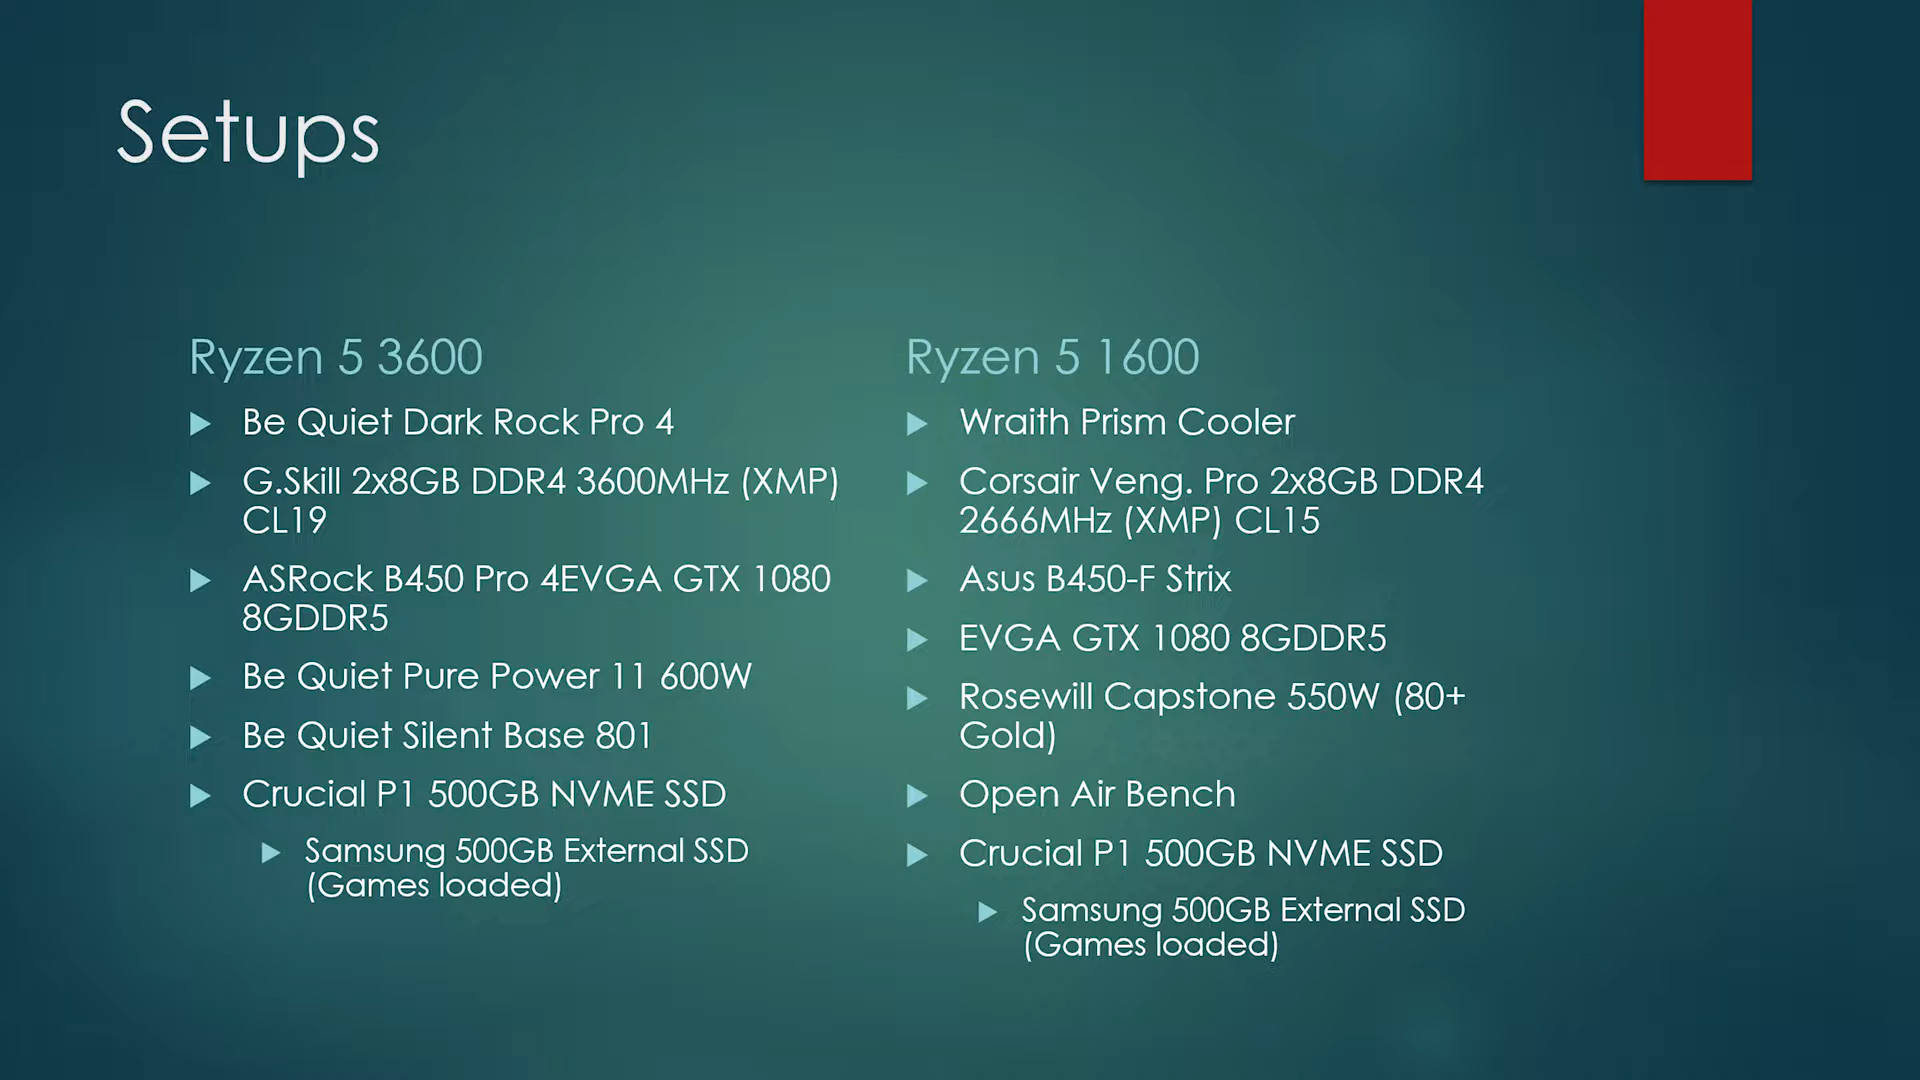 Setups
Ryzen 5 3600
Be Quiet Dark Rock Pro 4
G.Skill 2x8GB DDR4 3600MHz (XMP)
CL19
ASRock B450 Pro 4EVGA GTX 1080
8GDDR5
Be Quiet Pure Power 11 600W
Be Quiet Silent Base 801
Crucial P1 500GB NVME SSD
Samsung 500GB External SSD
(Games loaded)
Ryzen 5 1600
Wraith Prism Cooler
Corsair Veng. Pro 2x8GB DDR4
2666MHz (XMP) CL15
Asus B450-F Strix
EVGA GTX 1080 8GDDR5
Rosewill Capstone 550W (80+
Gold)
Open Air Bench
Crucial P1 500GB NVME SSD
Samsung 500GB External SSD
(Games loaded)